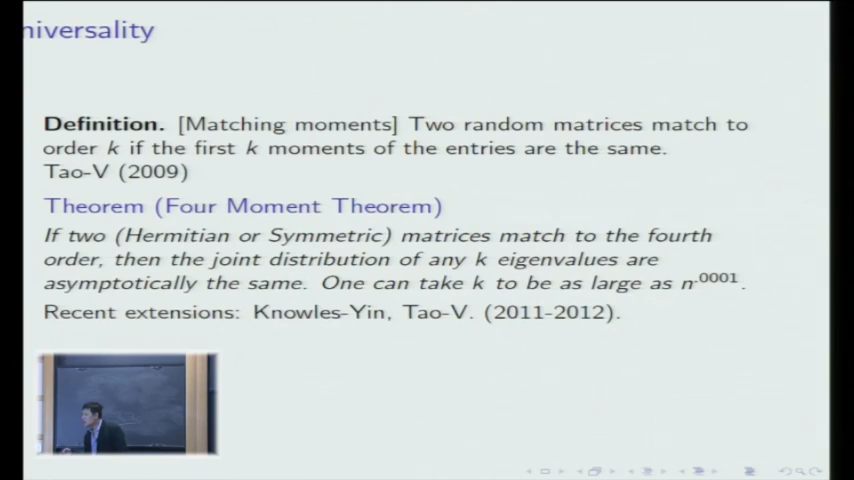 niversality
Definition. [Matching moments] Two random matrices match to
order k if the first k moments of the entries are the same.
Tao-V (2009)
Theorem (Four Moment Theorem)
If two (Hermitian or Symmetric) matrices match to the fourth
order, then the joint distribution of any k eigenvalues are
asymptotically the same. One can take k to be as large as n^.0001.
Recent extensions: Knowles-Yin, Tao-V. (2011-2012).